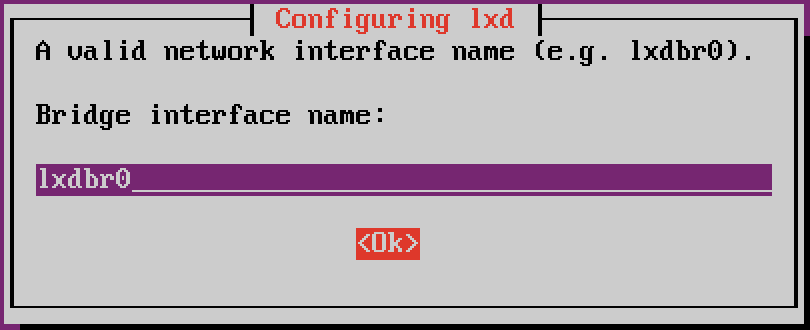 Configuring lxd
A valid network interface name (e.g. lxdbr0).
Bridge interface name:
lxdbr0
<Ok>